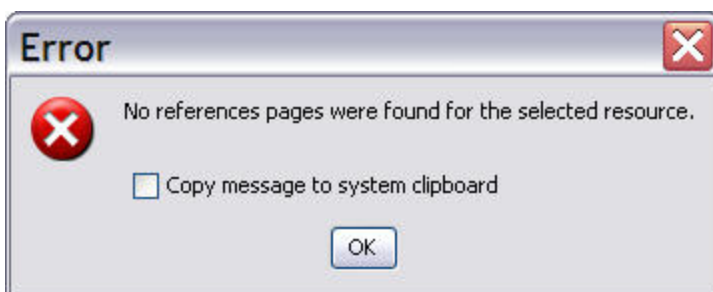 Error
No references pages were found for the selected resource.
Copy message to system clipboard
OK